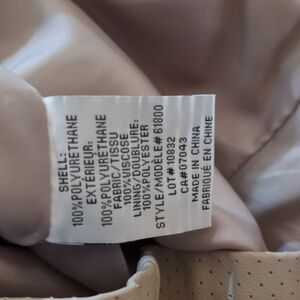 SHELL:
100%POLYURETHANE
EXTÉRIEUR:
100%POLYURETHANE
FABRIC/TISSU
100%VISCOSE
LINING/DOUBLURE:
100%POLYESTER
STYLE/MODÈLE# 61800
LOT# 10832
CA#07043
MADE IN CHINA
FABRIQUÉ EN CHINE